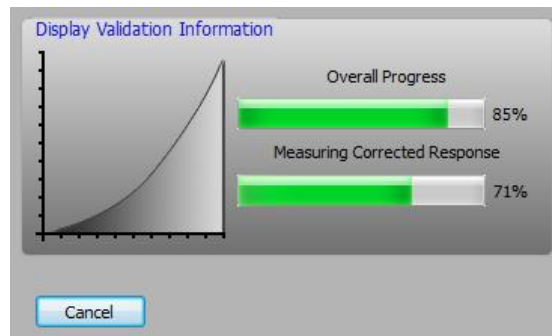 Display Validation Information
Overall Progress
85%
Measuring Corrected Response
71%
Cancel